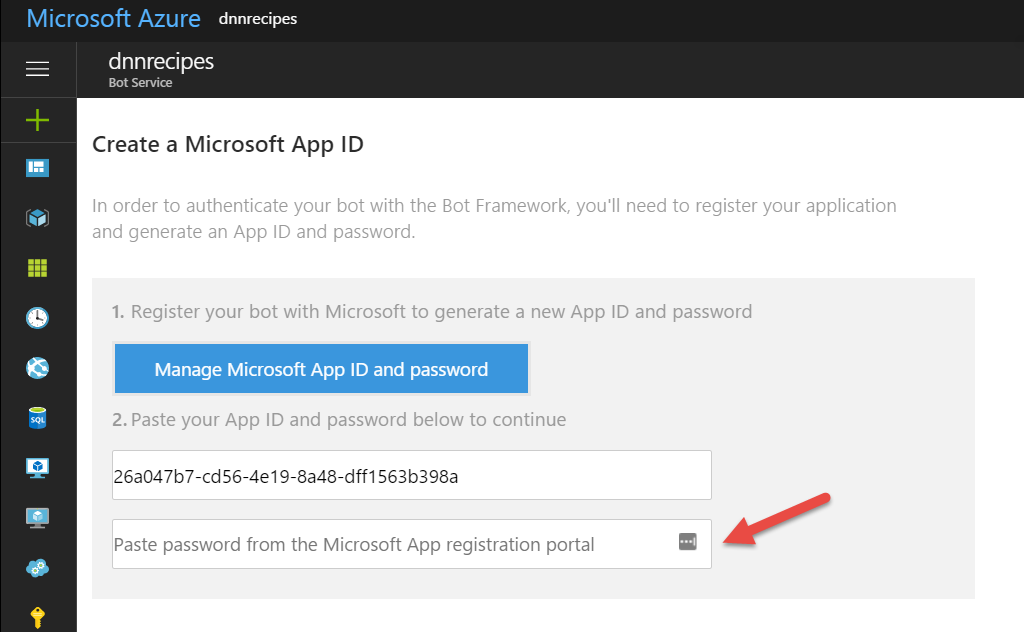 Microsoft Azure dnnrecipes
dnnrecipes
Bot Service
Create a Microsoft App ID
In order to authenticate your bot with the Bot Framework, you'll need to register your application
and generate an App ID and password.
1. Register your bot with Microsoft to generate a new App ID and password
Manage Microsoft App ID and password
2. Paste your App ID and password below to continue
26a047b7-cd56-4e19-8a48-dff1563b398a
Paste password from the Microsoft App registration portal
SQL